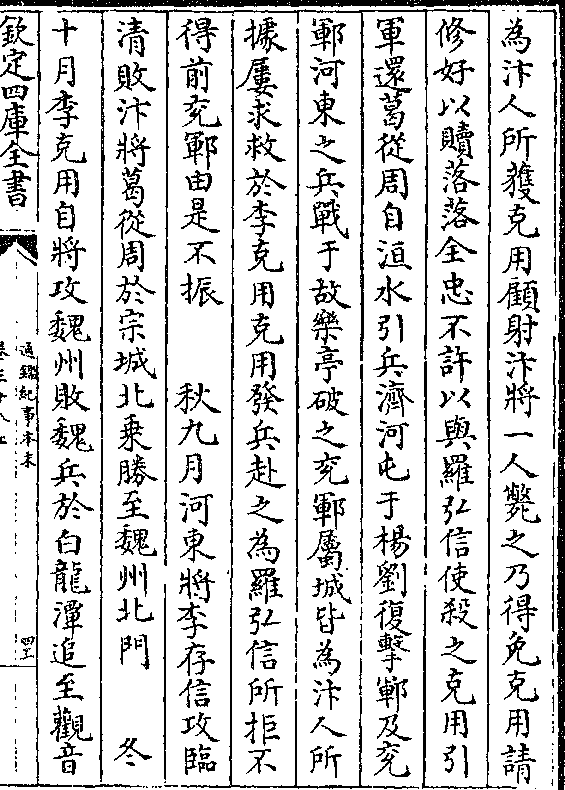 為汴人所獲克用顧射汴將一人斃之乃得免克用請
修好以贖落落全忠不許以與羅弘信使殺之克用引
軍還葛從周自洹水引兵濟河屯于楊劉復擊鄆及兖
鄆河東之兵戰于故樂亭破之兖鄆屬城皆為汴人所
據屢求救於李克用克用發兵赴之為羅弘信所拒不
得前兖鄆由是不振 秋九月河東將李存信攻臨
清敗汴將葛從周於宗城北乗勝至魏州北門 冬
十月李克用自將攻魏州敗魏兵於白龍潭追至觀音
欽定四庫全書
通鑑紀事本末